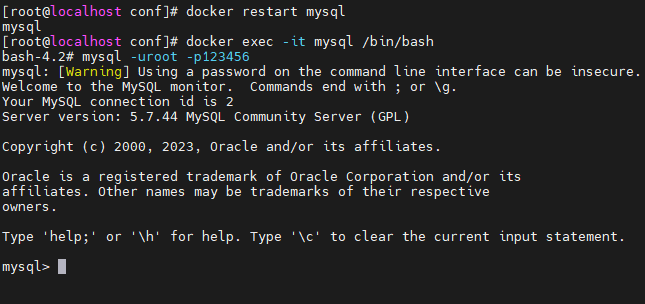 [root@localhost conf]# docker restart mysql
mysql
[root@localhost conf]# docker exec -it mysql /bin/bash
bash-4.2# mysql -uroot -p123456
mysql: [Warning] Using a password on the command line interface can be insecure.
Welcome to the MySQL monitor.  Commands end with ; or \g.
Your MySQL connection id is 2
Server version: 5.7.44 MySQL Community Server (GPL)
Copyright (c) 2000, 2023, Oracle and/or its affiliates.
Oracle is a registered trademark of Oracle Corporation and/or its
affiliates. Other names may be trademarks of their respective
owners.
Type 'help;' or '\h' for help. Type '\c' to clear the current input statement.
mysql>